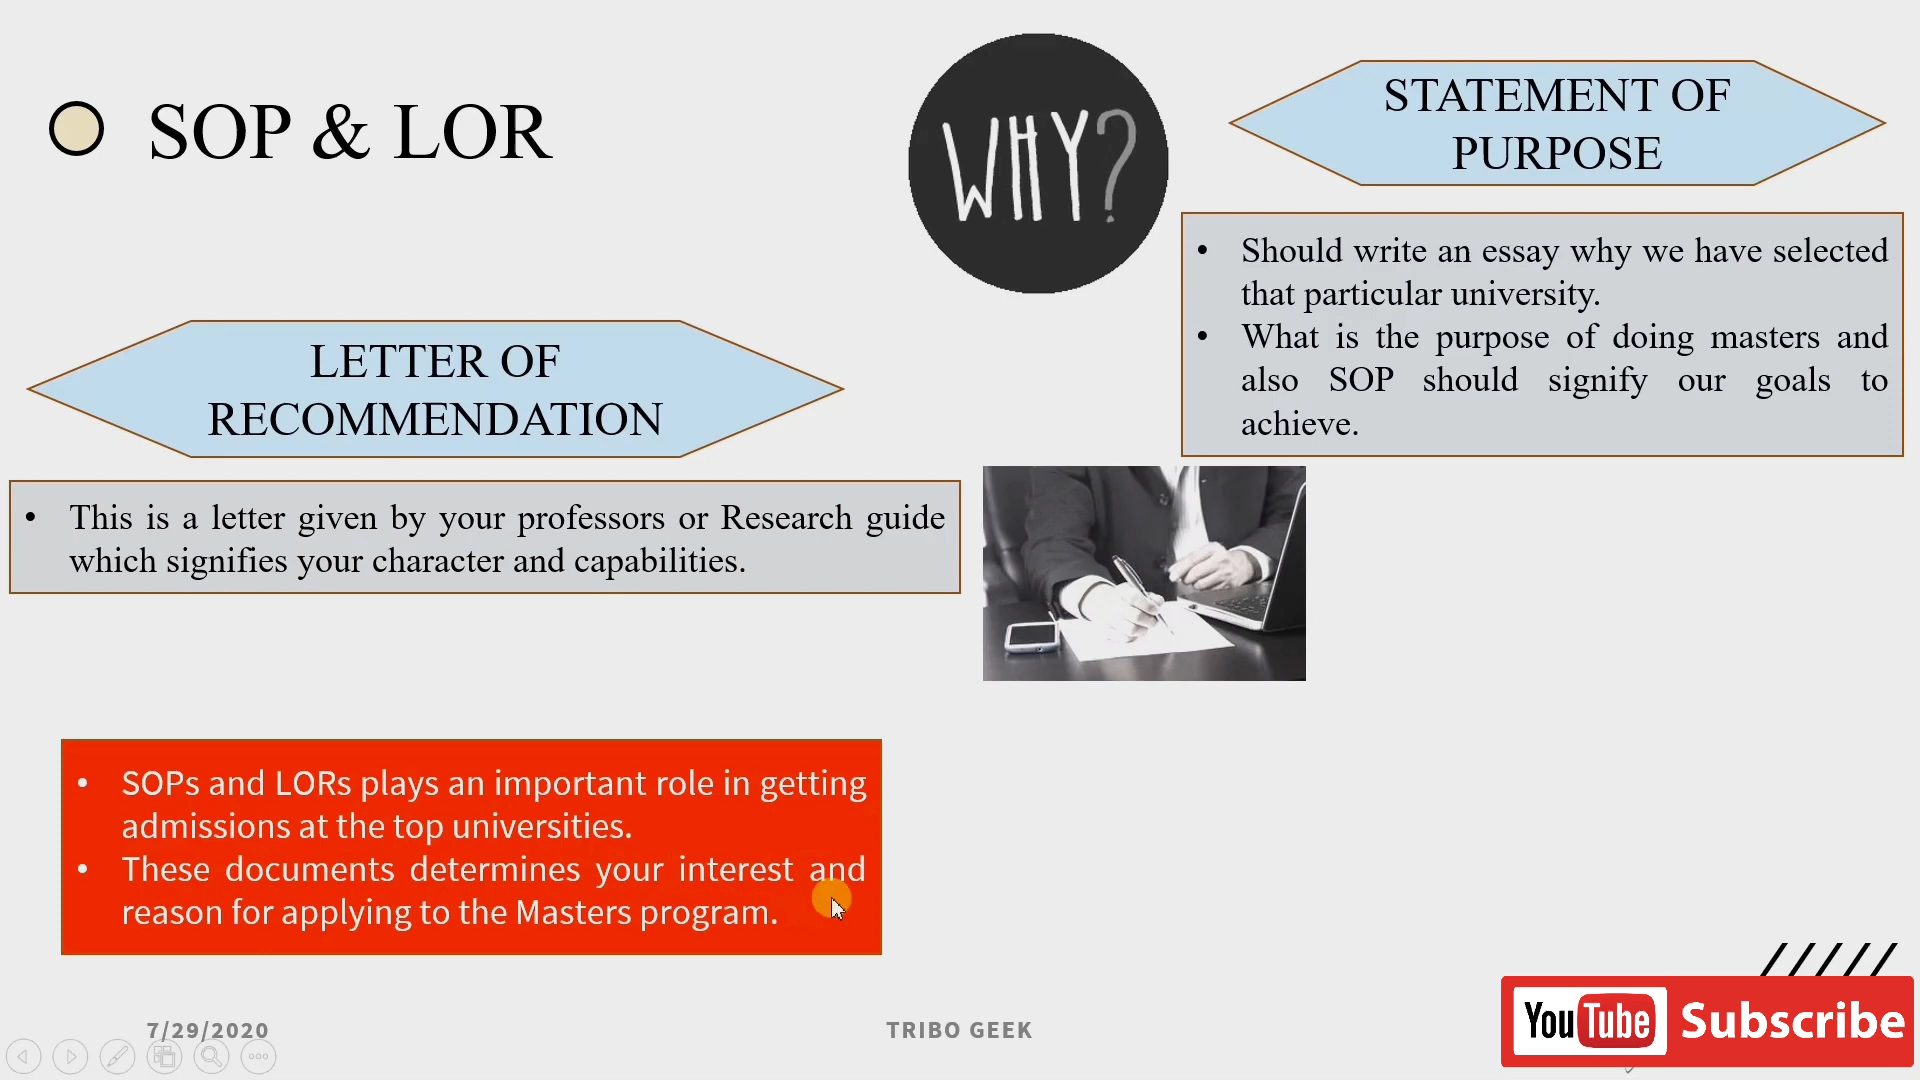 SOP & LOR
WHY?
STATEMENT OF
PURPOSE
• Should write an essay why we have selected
that particular university.
• What is the purpose of doing masters and
also SOP should signify our goals to
achieve.
LETTER OF
RECOMMENDATION
• This is a letter given by your professors or Research guide
which signifies your character and capabilities.
• SOPs and LORs plays an important role in getting
admissions at the top universities.
• These documents determines your interest and
reason for applying to the Masters program.
7/29/2020
TRIBO GEEK
YouTube Subscribe